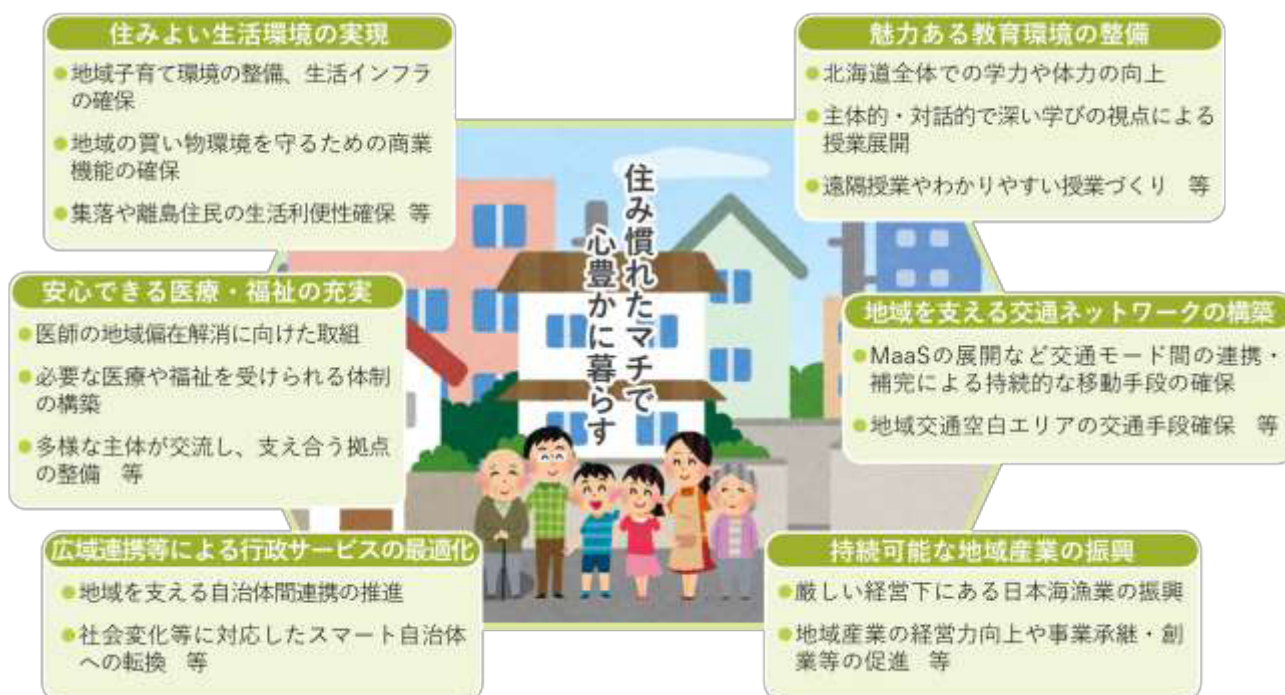 住みよい生活環境の実現
●地域子育て環境の整備、生活インフラ
の確保
●地域の買い物環境を守るための商業
機能の確保
●集落や離島住民の生活利便性確保 等
魅力ある教育環境の整備
●北海道全体での学力や体力の向上
●主体的・対話的で深い学びの視点による
授業展開
●遠隔授業やわかりやすい授業づくり 等
住み慣れたマチで
心豊かに暮らす
安心できる医療・福祉の充実
●医師の地域偏在解消に向けた取組
●必要な医療や福祉を受けられる体制
の構築
●多様な主体が交流し、支え合う拠点
の整備 等
地域を支える交通ネットワークの構築
●MaaSの展開など交通モード間の連携・
補完による持続的な移動手段の確保
●地域交通空白エリアの交通手段確保 等
広域連携等による行政サービスの最適化
●地域を支える自治体間連携の推進
●社会変化等に対応したスマート自治体
への転換 等
持続可能な地域産業の振興
●厳しい経営下にある日本海漁業の振興
●地域産業の経営力向上や事業承継・創
業等の促進 等